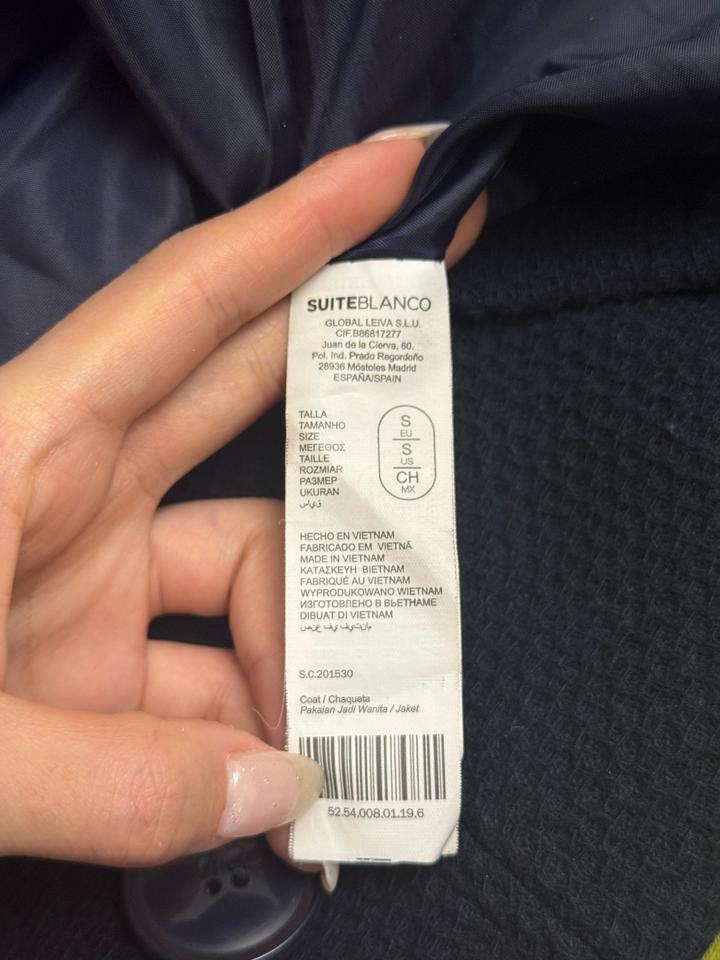 SUITEBLANCO
GLOBAL LEIVA S.L.U.
CIF.B86817277
Juan de la Cierva, 60.
Pol. Ind. Prado Regordoño
28936 Móstoles Madrid
ESPAÑA/SPAIN
TALLA
TAMANHO
SIZE
ΜΕΓΕΘΟΣ
TAILLE
ROZMIAR
РАЗМЕР
UKURAN
قياس
S
EU
S
US
CH
MX
HECHO EN VIETNAM
FABRICADO EM VIETNÃ
MADE IN VIETNAM
ΚΑΤΑΣΚΕΥΗ ΒΙΕΤΝΑΜ
FABRIQUÉ AU VIETNAM
WYPRODUKOWANO WIETNAM
ИЗГОТОВЛЕНО В ВЬЕТНАМЕ
DIBUAT DI VIETNAM
S.C.201530
Coat / Chaqueta
Pakaian Jadi Wanita / Jaket
52.54.008.01.19.6